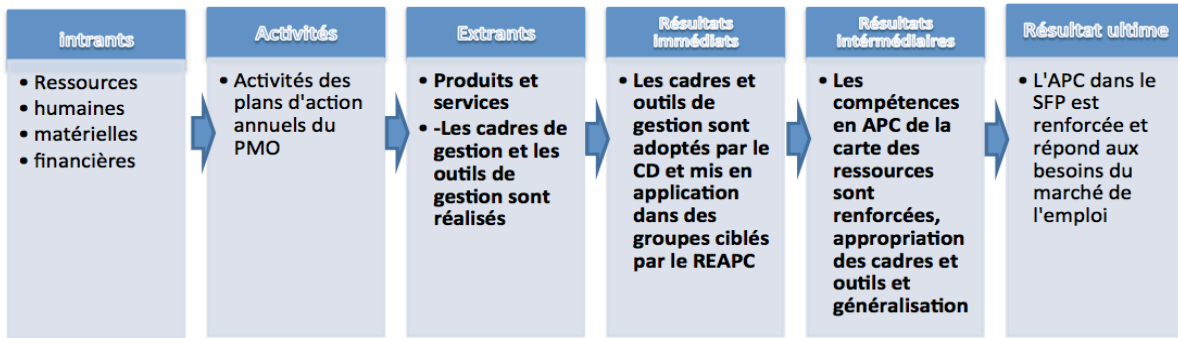 intrants
• Ressources
• humaines
• matérielles
• financières
Activités
• Activités des
plans d'action
annuels du
PMO
Extrants
• Produits et
services
• -Les cadres de
gestion et les
outils de
gestion sont
réalisés
Résultats
immédiats
• Les cadres et
outils de
gestion sont
adoptés par le
CD et mis en
application
dans des
groupes ciblés
par le REAPC
Résultats
intérmédiaires
• Les
compétences
en APC de la
carte des
ressources
sont
renforcées,
appropriation
des cadres et
outils et
généralisation
Résultat ultime
• L'APC dans le
SFP est
renforcée et
répond aux
besoins du
marché de
l'emploi